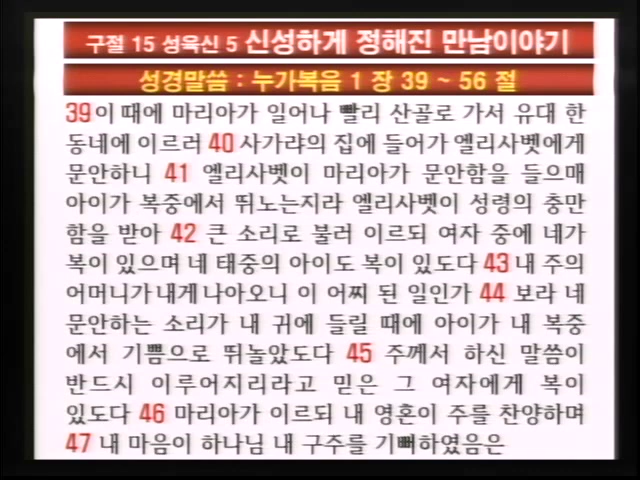 구절 15 성육신 5 신성하게 정해진 만남이야기
성경말씀 : 누가복음 1 장 39 ~ 56 절
39이 때에 마리아가 일어나 빨리 산골로 가서 유대 한
동네에 이르러 40 사가랴의 집에 들어가 엘리사벳에게
문안하니 41 엘리사벳이 마리아가 문안함을 들으매
아이가 복중에서 뛰노는지라 엘리사벳이 성령의 충만
함을 받아 42 큰 소리로 불러 이르되 여자 중에 네가
복이 있으며 네 태중의 아이도 복이 있도다 43 내 주의
어머니가 내게 나아오니 이 어찌 된 일인가 44 보라 네
문안하는 소리가 내 귀에 들릴 때에 아이가 내 복중
에서 기쁨으로 뛰놀았도다 45 주께서 하신 말씀이
반드시 이루어지리라고 믿은 그 여자에게 복이
있도다 46 마리아가 이르되 내 영혼이 주를 찬양하며
47 내 마음이 하나님 내 구주를 기뻐하였음은